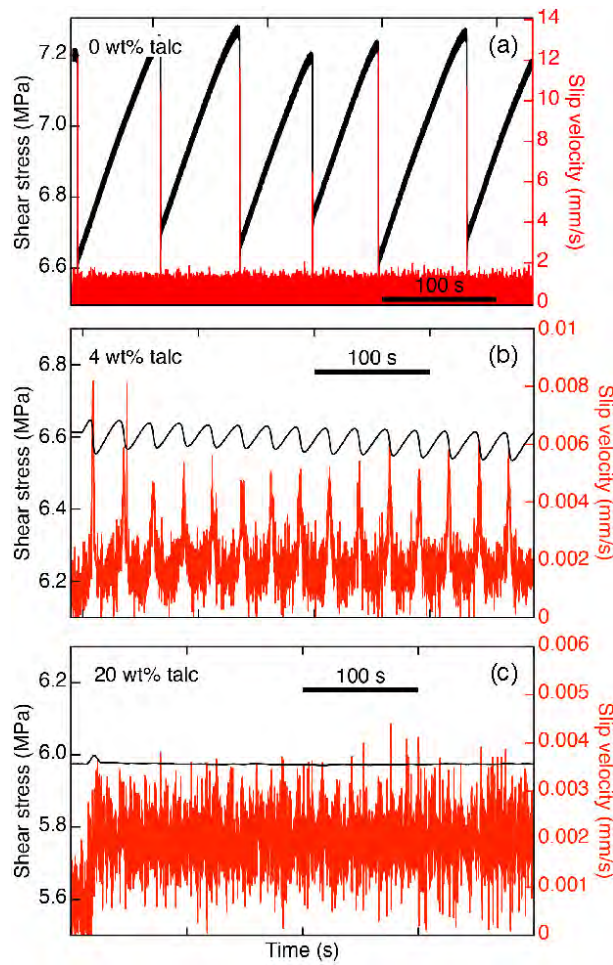 0 wt% talc
(a)
7.2
7.0
6.8
6.6
Shear stress (MPa)
14
12
10
8
6
4
2
0
Slip velocity (mm/s)
100 s
4 wt% talc
(b)
100 s
6.8
6.6
6.4
6.2
Shear stress (MPa)
0.01
0.008
0.006
0.004
0.002
0
Slip velocity (mm/s)
20 wt% talc
(c)
100 s
6.2
6.0
5.8
5.6
Shear stress (MPa)
0.006
0.005
0.004
0.003
0.002
0.001
0
Slip velocity (mm/s)
Time (s)